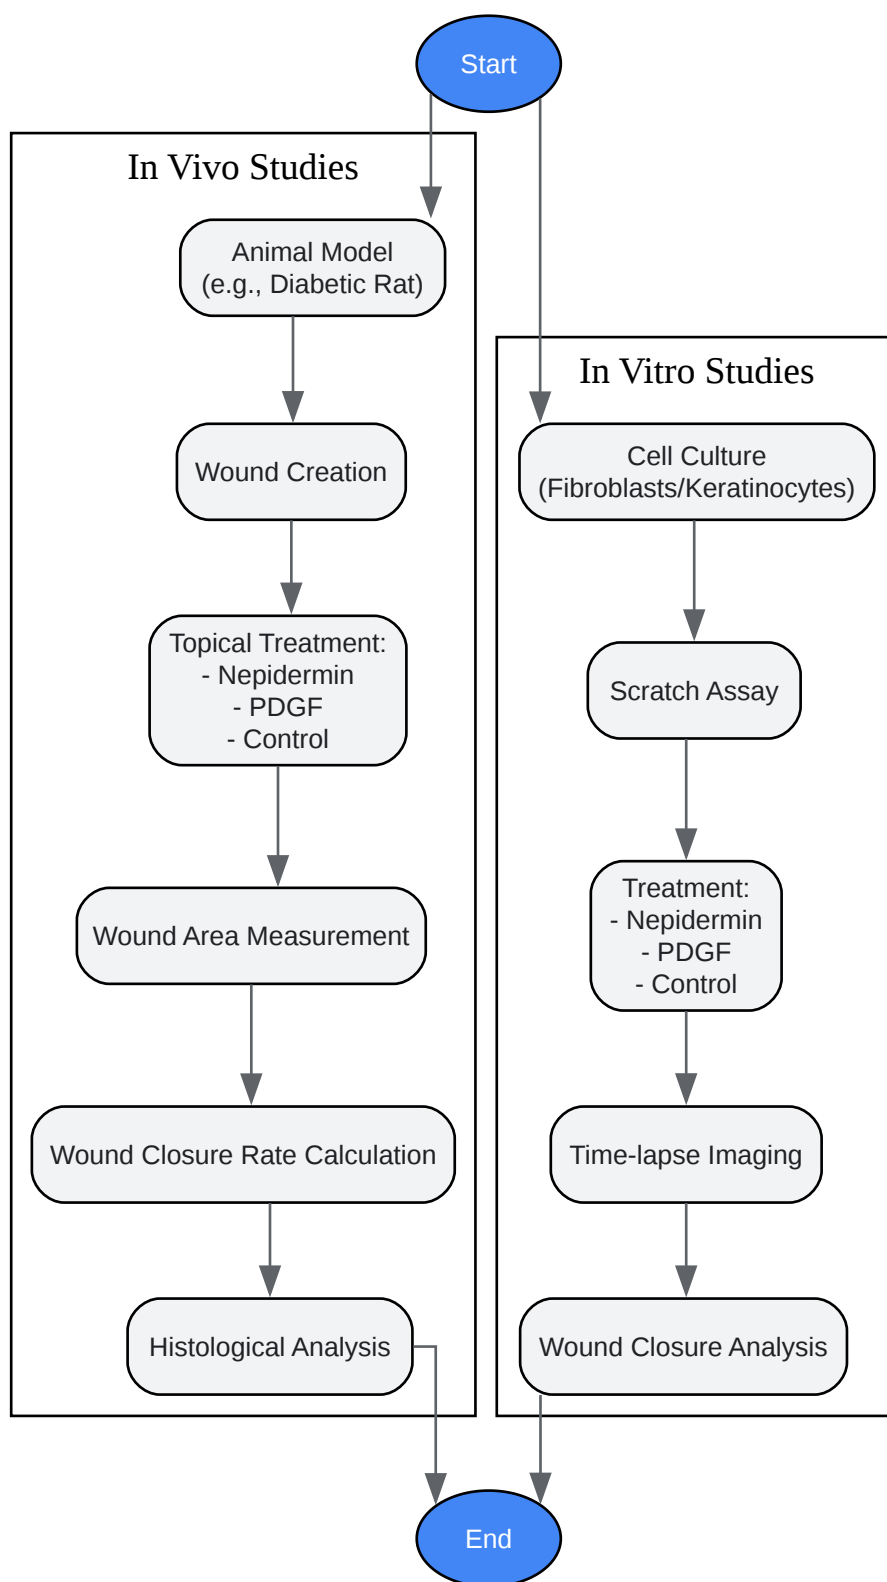 Start
In Vivo Studies
Animal Model
(e.g., Diabetic Rat)
Wound Creation
Topical Treatment:
- Nepidermin
- PDGF
- Control
Wound Area Measurement
Wound Closure Rate Calculation
Histological Analysis
In Vitro Studies
Cell Culture
(Fibroblasts/Keratinocytes)
Scratch Assay
Treatment:
- Nepidermin
- PDGF
- Control
Time-lapse Imaging
Wound Closure Analysis
End